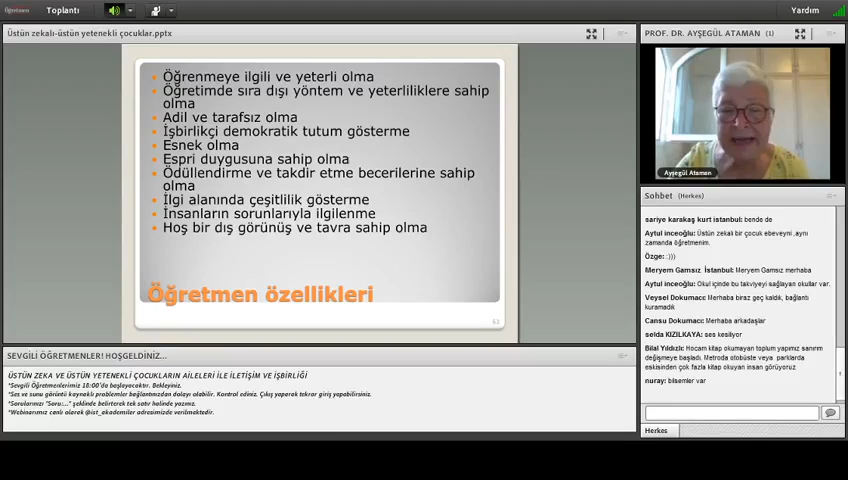 Öğretmen
Toplantı
Yardım
Üstün zekalı-üstün yetenekli çocuklar.pptx
Öğrenmeye ilgili ve yeterli olma
Öğretimde sıra dışı yöntem ve yeterliliklere sahip
olma
Adil ve tarafsız olma
İşbirlikçi demokratik tutum gösterme
Esnek olma
Espri duygusuna sahip olma
Ödüllendirme ve takdir etme becerilerine sahip
olma
İlgi alanında çeşitlilik gösterme
İnsanların sorunlarıyla ilgilenme
Hoş bir dış görünüş ve tavra sahip olma
Öğretmen özellikleri
63
SEVGİLİ ÖĞRETMENLER! HOŞGELDİNİZ...
ÜSTÜN ZEKA VE ÜSTÜN YETENEKLİ ÇOCUKLARIN AİLELERİ İLE İLETİŞİM VE İŞBİRLİĞİ
*Sevgili Öğretmenlerimiz 18:00'da başlayacaktır. Bekleyiniz.
*Ses ve sunu görüntü kaynaklı problemler bağlantınızdan dolayı olabilir. Kontrol ediniz. Çıkış yaparak tekrar giriş yapabilirsiniz.
*Sorularınızı "Soru:..." şeklinde belirterek tek satır halinde yazınız.
*Webinarımız canlı olarak @ist_akademiler adresimizde verilmektedir.
PROF. DR. AYŞEGÜL ATAMAN (1)
Ayşegül Ataman
Sohbet (Herkes)
sariye karakaş kurt istanbul: bende de
Aytul inceoğlu: Üstün zekalı bir çocuk ebeveyni ,aynı
zamanda öğretmenim.
Özge: :)))
Meryem Gamsız İstanbul: Meryem Gamsız merhaba
Aytul inceoğlu: Okul içinde bu takviyeyi sağlayan okullar var.
Veysel Dokumacı: Merhaba biraz geç kaldık, bağlantı
kuramadık
Cansu Dokumacı: Merhaba arkadaşlar
selda KIZILKAYA: ses kesiliyor
Bilal Yıldızlı: Hocam kitap okumayan toplum yapımız sanırım
değişmeye başladı. Metroda otobüste veya parklarda
eskisinden çok fazla kitap okuyan insan görüyoruz
nuray: bilsemler var
Herkes